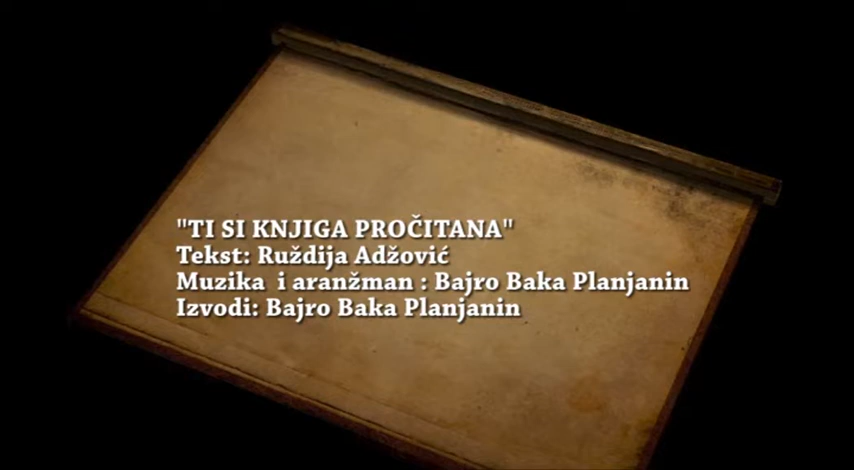 "TI SI KNJIGA PROČITANA"
Tekst: Ruždija Adžović
Muzika  i aranžman : Bajro Baka Planjanin
Izvodi: Bajro Baka Planjanin